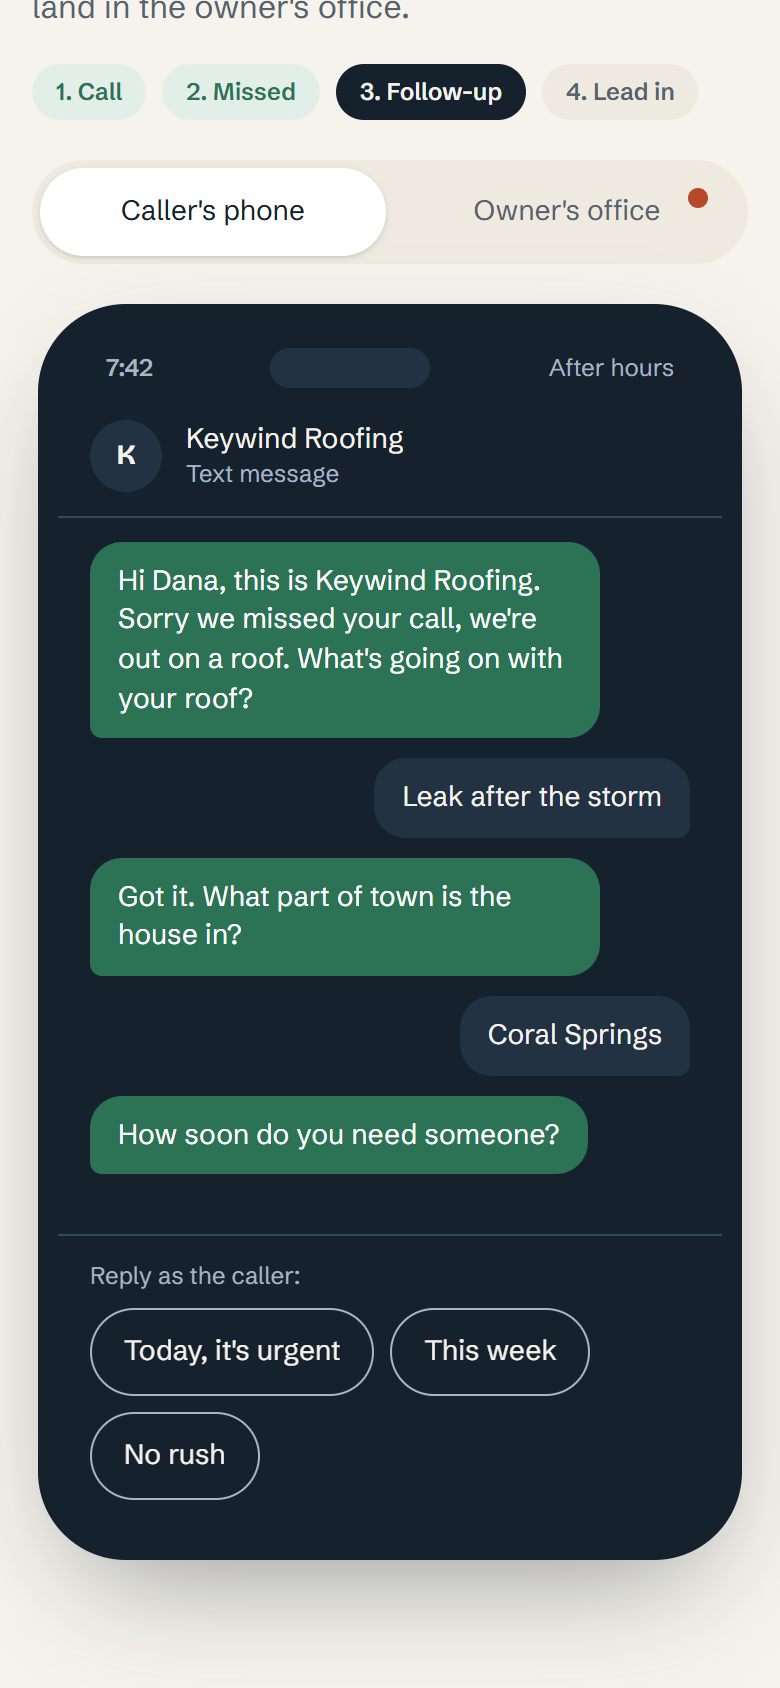 land in the owner's office.
1. Call
2. Missed
3. Follow-up
4. Lead in
Caller's phone
Owner's office
7:42
After hours
K
Keywind Roofing
Text message
Hi Dana, this is Keywind Roofing.
Sorry we missed your call, we're
out on a roof. What's going on with
your roof?
Leak after the storm
Got it. What part of town is the
house in?
Coral Springs
How soon do you need someone?
Reply as the caller:
Today, it's urgent
This week
No rush